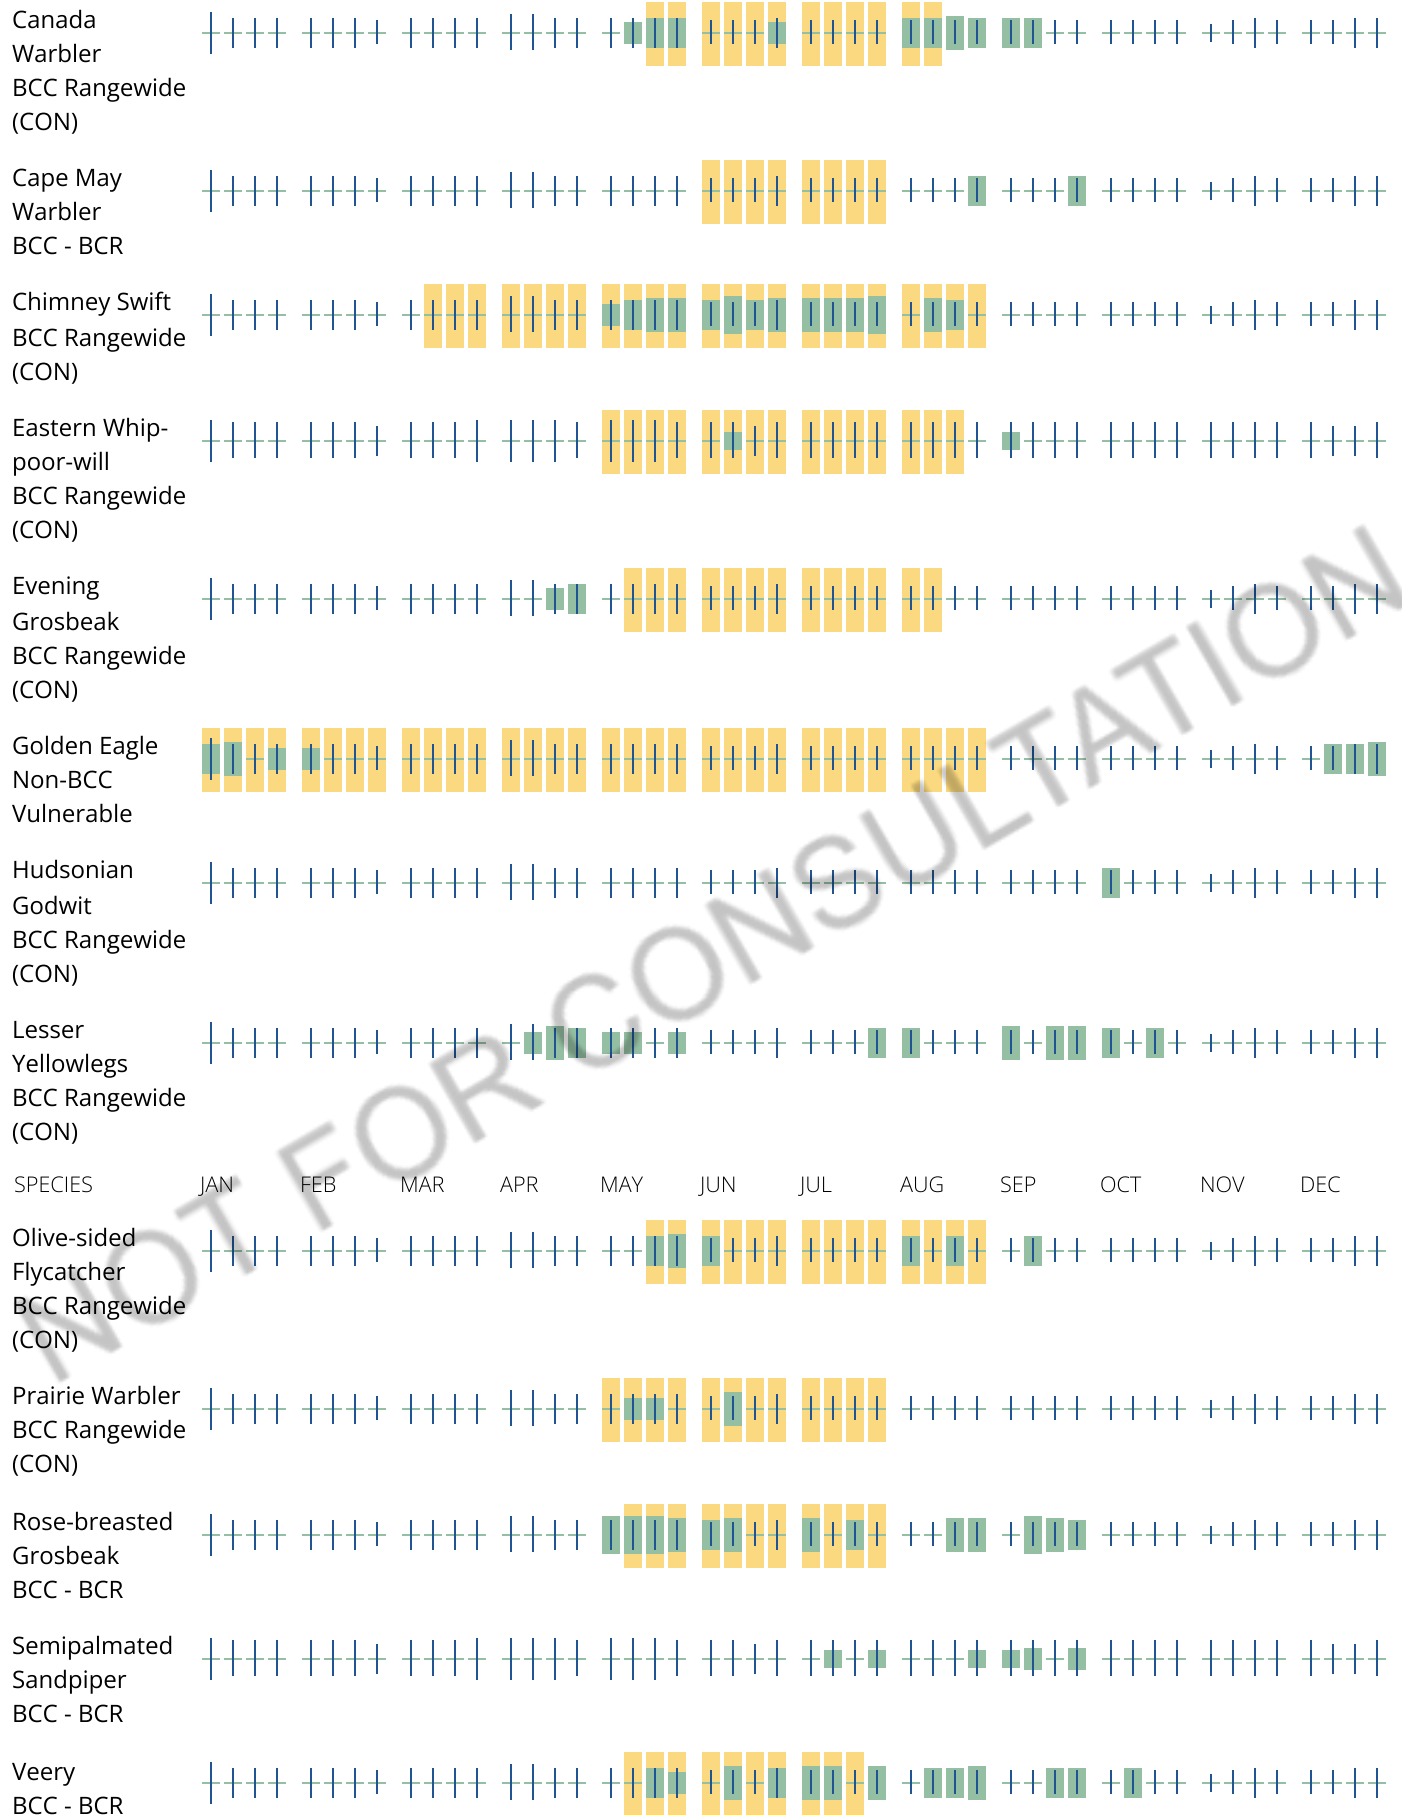 Canada
Warbler
BCC Rangewide
(CON)
Cape May
Warbler
BCC - BCR
Chimney Swift
BCC Rangewide
(CON)
Eastern Whip-
poor-will
BCC Rangewide
(CON)
Evening
Grosbeak
BCC Rangewide
(CON)
Golden Eagle
Non-BCC
Vulnerable
Hudsonian
Godwit
BCC Rangewide
(CON)
Lesser
Yellowlegs
BCC Rangewide
(CON)
SPECIES JAN FEB MAR APR MAY JUN JUL AUG SEP OCT NOV DEC
Olive-sided
Flycatcher
BCC Rangewide
(CON)
Prairie Warbler
BCC Rangewide
(CON)
Rose-breasted
Grosbeak
BCC - BCR
Semipalmated
Sandpiper
BCC - BCR
Veery
BCC - BCR
NOT FOR CONSULTATION